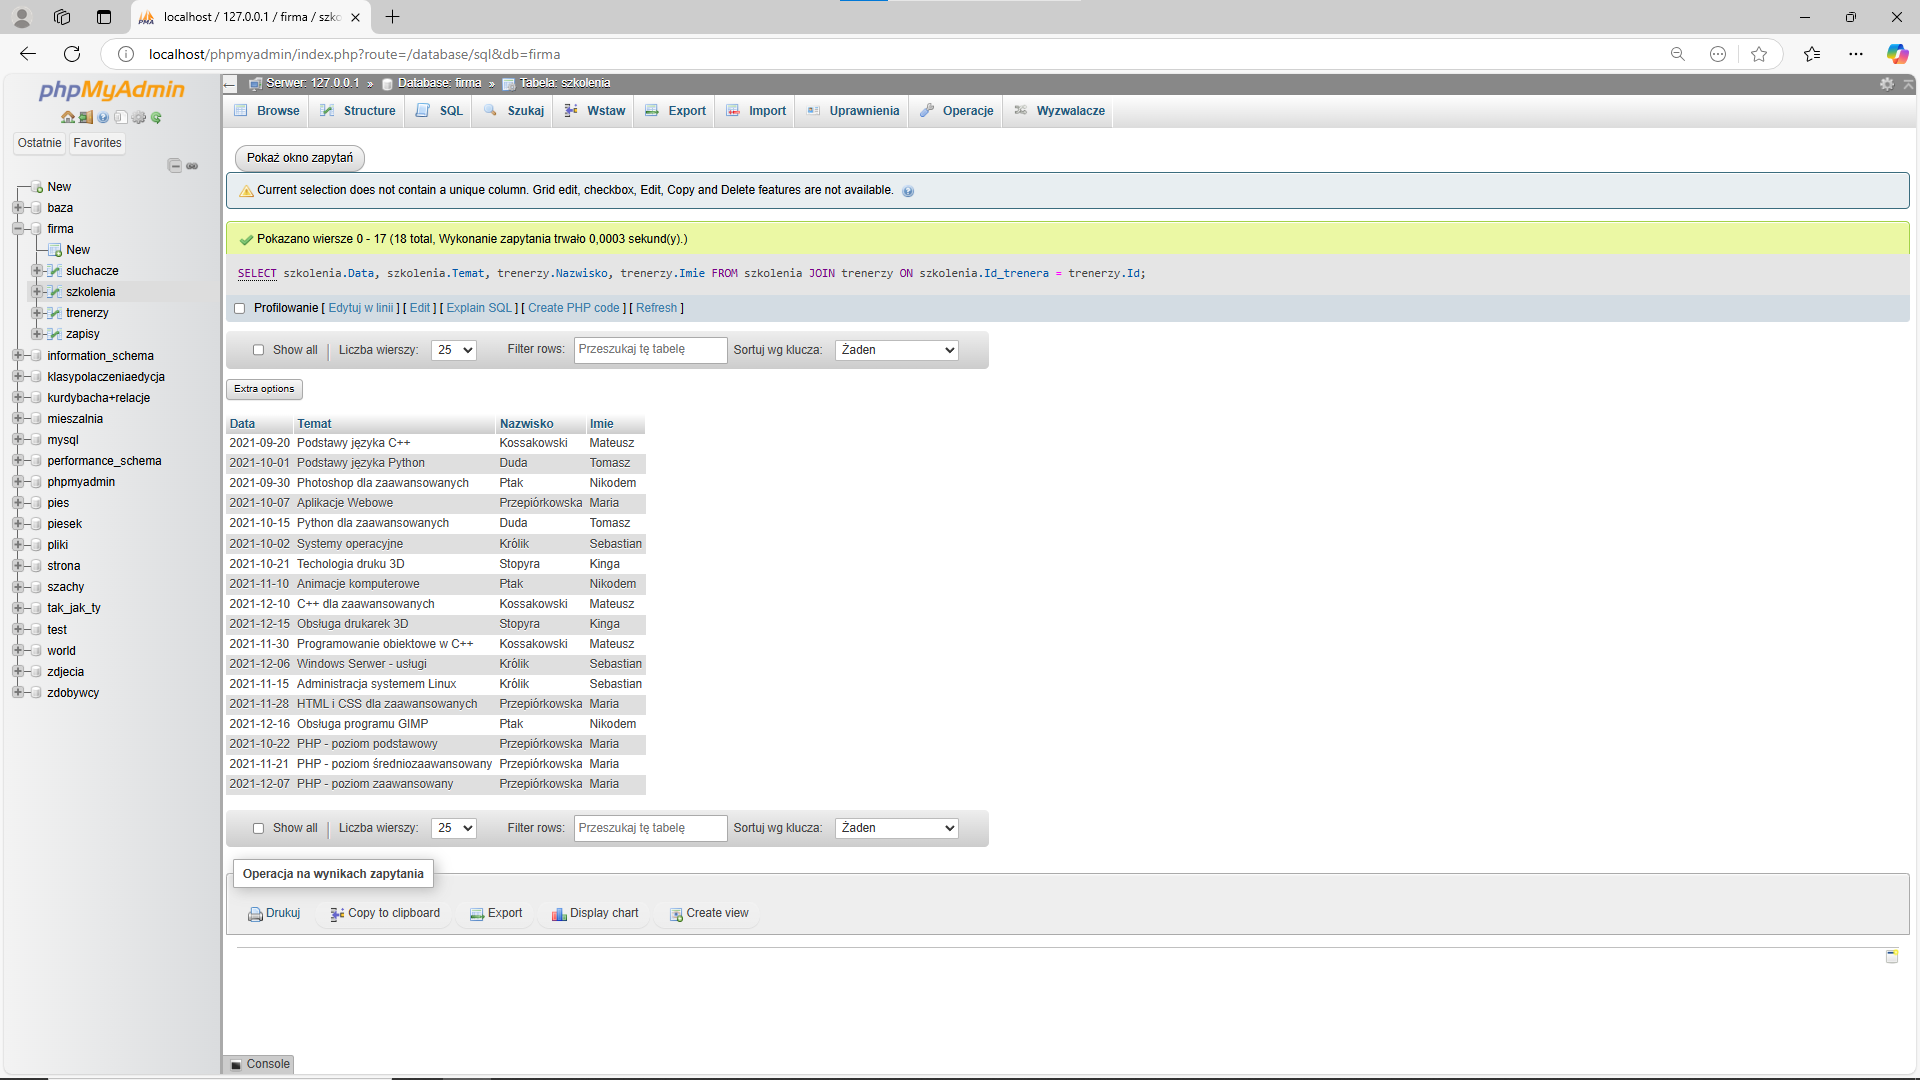 localhost / 127.0.0.1 / firma / szko
localhost/phpmyadmin/index.php?route=/database/sql&db=firma
phpMyAdmin
Ostatnie Favorites
New
baza
firma
New
sluchacze
szkolenia
trenerzy
zapisy
information_schema
klasypolaczeniaedycja
kurdybacha+relacje
mieszalnia
mysql
performance_schema
phpmyadmin
pies
piesek
pliki
strona
szachy
tak_jak_ty
test
world
zdjecia
zdobywcy
Serwer: 127.0.0.1 » Database: firma » Tabela: szkolenia
Browse Structure SQL Szukaj Wstaw Export Import Uprawnienia Operacje Wyzwalacze
Pokaż okno zapytań
Current selection does not contain a unique column. Grid edit, checkbox, Edit, Copy and Delete features are not available.
Pokazano wiersze 0 - 17 (18 total, Wykonanie zapytania trwało 0,0003 sekund(y).)
SELECT szkolenia.Data, szkolenia.Temat, trenerzy.Nazwisko, trenerzy.Imie FROM szkolenia JOIN trenerzy ON szkolenia.Id_trenera = trenerzy.Id;
Profilowanie [ Edytuj w linii ] [ Edit ] [ Explain SQL ] [ Create PHP code ] [ Refresh ]
Show all | Liczba wierszy: 25 Filter rows: Przeszukaj tę tabelę Sortuj wg klucza: Żaden
Extra options
Data Temat Nazwisko Imie
2021-09-20 Podstawy języka C++ Kossakowski Mateusz
2021-10-01 Podstawy języka Python Duda Tomasz
2021-09-30 Photoshop dla zaawansowanych Ptak Nikodem
2021-10-07 Aplikacje Webowe Przepiórkowska Maria
2021-10-15 Python dla zaawansowanych Duda Tomasz
2021-10-02 Systemy operacyjne Królik Sebastian
2021-10-21 Techologia druku 3D Stopyra Kinga
2021-11-10 Animacje komputerowe Ptak Nikodem
2021-12-10 C++ dla zaawansowanych Kossakowski Mateusz
2021-12-15 Obsługa drukarek 3D Stopyra Kinga
2021-11-30 Programowanie obiektowe w C++ Kossakowski Mateusz
2021-12-06 Windows Serwer - usługi Królik Sebastian
2021-11-15 Administracja systemem Linux Królik Sebastian
2021-11-28 HTML i CSS dla zaawansowanych Przepiórkowska Maria
2021-12-16 Obsługa programu GIMP Ptak Nikodem
2021-10-22 PHP - poziom podstawowy Przepiórkowska Maria
2021-11-21 PHP - poziom średniozaawansowany Przepiórkowska Maria
2021-12-07 PHP - poziom zaawansowany Przepiórkowska Maria
Show all | Liczba wierszy: 25 Filter rows: Przeszukaj tę tabelę Sortuj wg klucza: Żaden
Operacja na wynikach zapytania
Drukuj Copy to clipboard Export Display chart Create view
Console